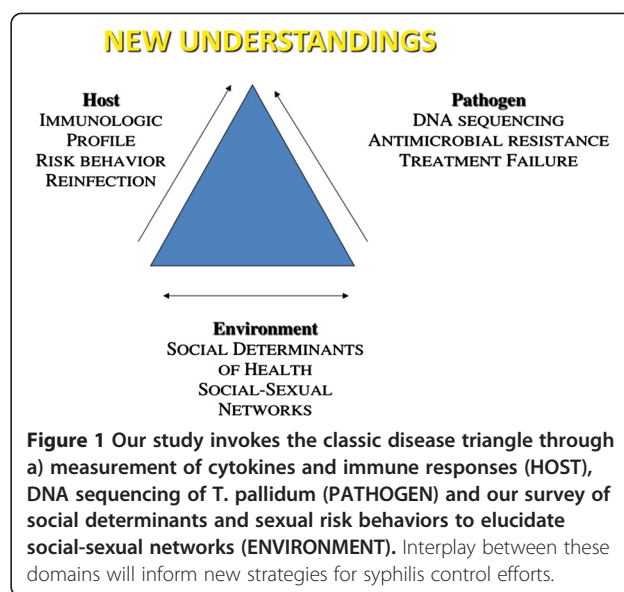 NEW UNDERSTANDINGS
Host
IMMUNOLOGIC
PROFILE
RISK BEHAVIOR
REINFECTION
Pathogen
DNA SEQUENCING
ANTIMICROBIAL RESISTANCE
TREATMENT FAILURE
Environment
SOCIAL DETERMINANTS
OF HEALTH
SOCIAL-SEXUAL
NETWORKS
Figure 1 Our study invokes the classic disease triangle through
a) measurement of cytokines and immune responses (HOST),
DNA sequencing of T. pallidum (PATHOGEN) and our survey of
social determinants and sexual risk behaviors to elucidate
social-sexual networks (ENVIRONMENT). Interplay between these
domains will inform new strategies for syphilis control efforts.